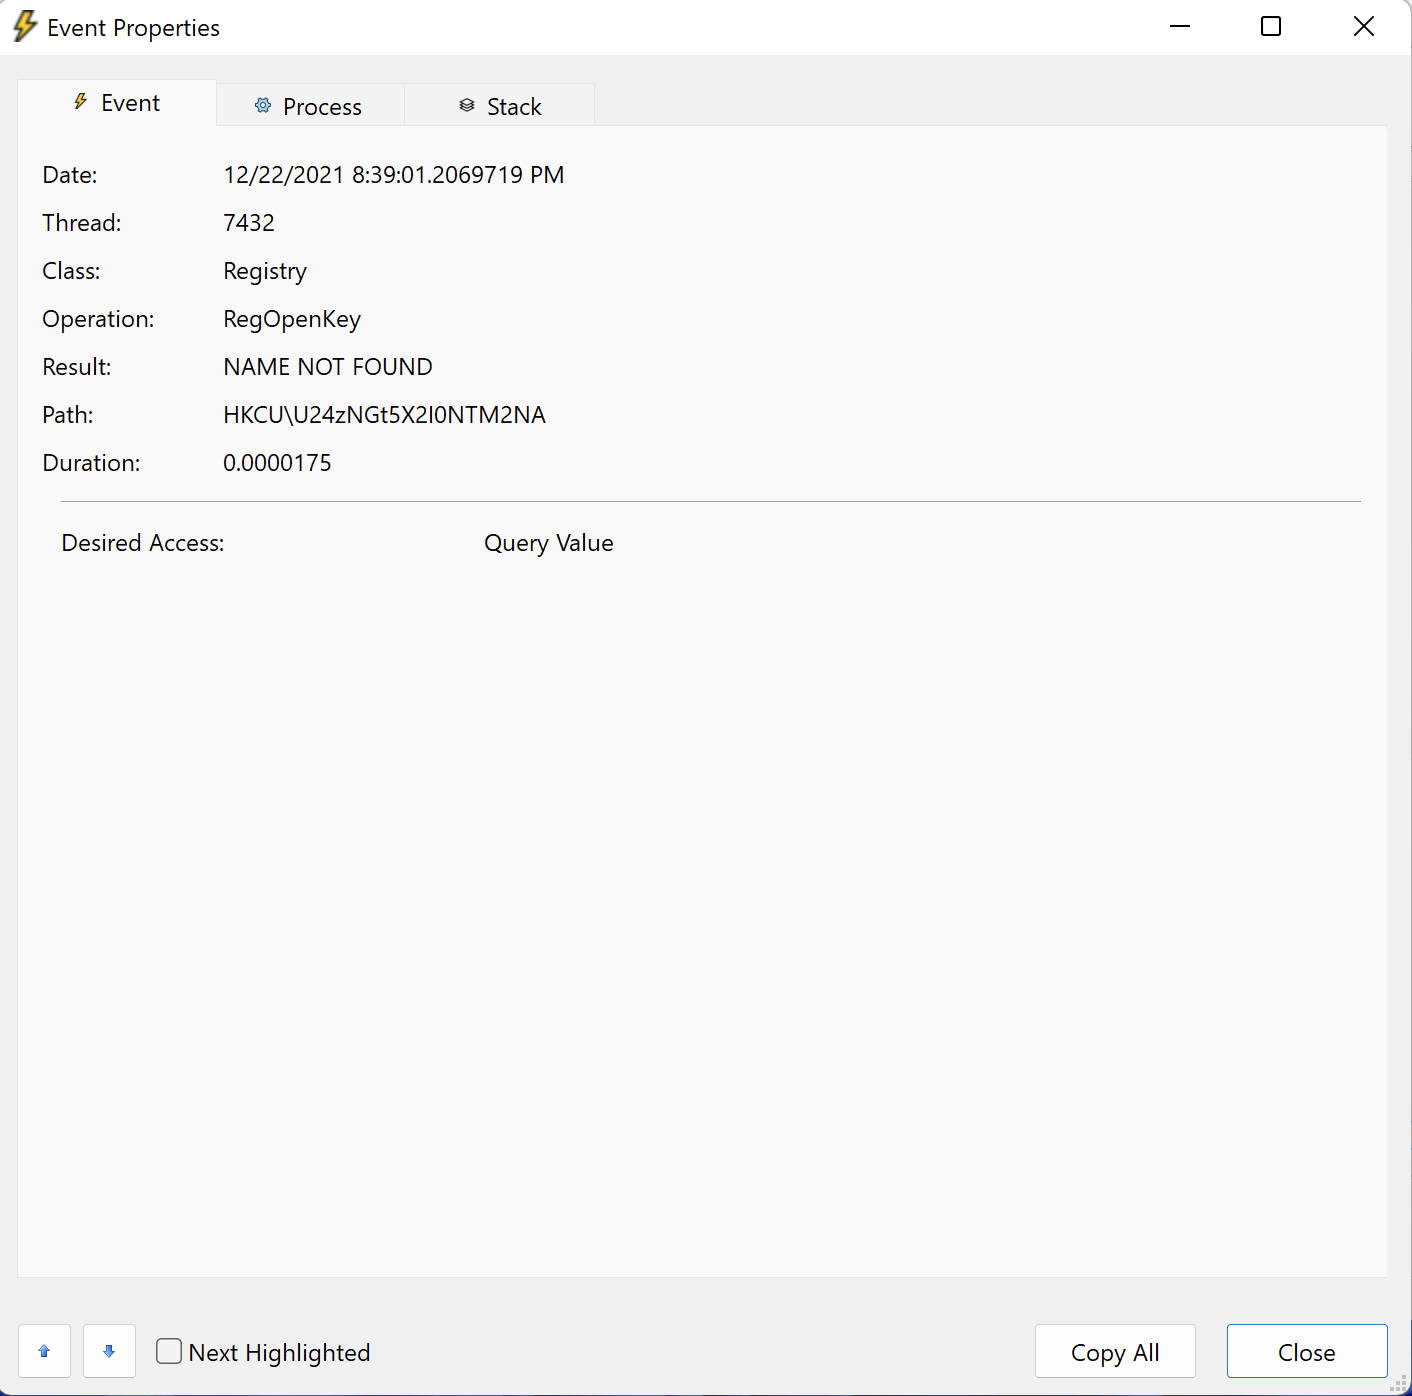 Event Properties
Event Process Stack
Date: 12/22/2021 8:39:01.2069719 PM
Thread: 7432
Class: Registry
Operation: RegOpenKey
Result: NAME NOT FOUND
Path: HKCU\U24zNGt5X2I0NTM2NA
Duration: 0.0000175
Desired Access: Query Value
Next Highlighted Copy All Close